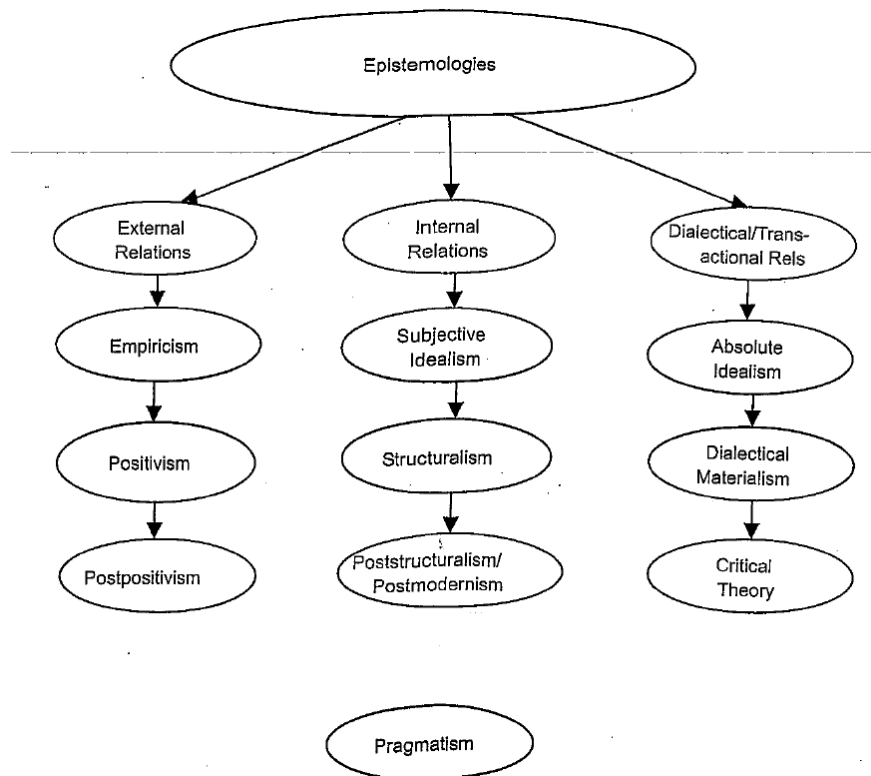 Epistemologies
External
Relations
Internal
Relations
Dialectical/Trans-
actional Rels
Empiricism
Subjective
Idealism
Absolute
Idealism
Positivism
Structuralism
Dialectical
Materialism
Postpositivism
Poststructuralism/
Postmodernism
Critical
Theory
Pragmatism